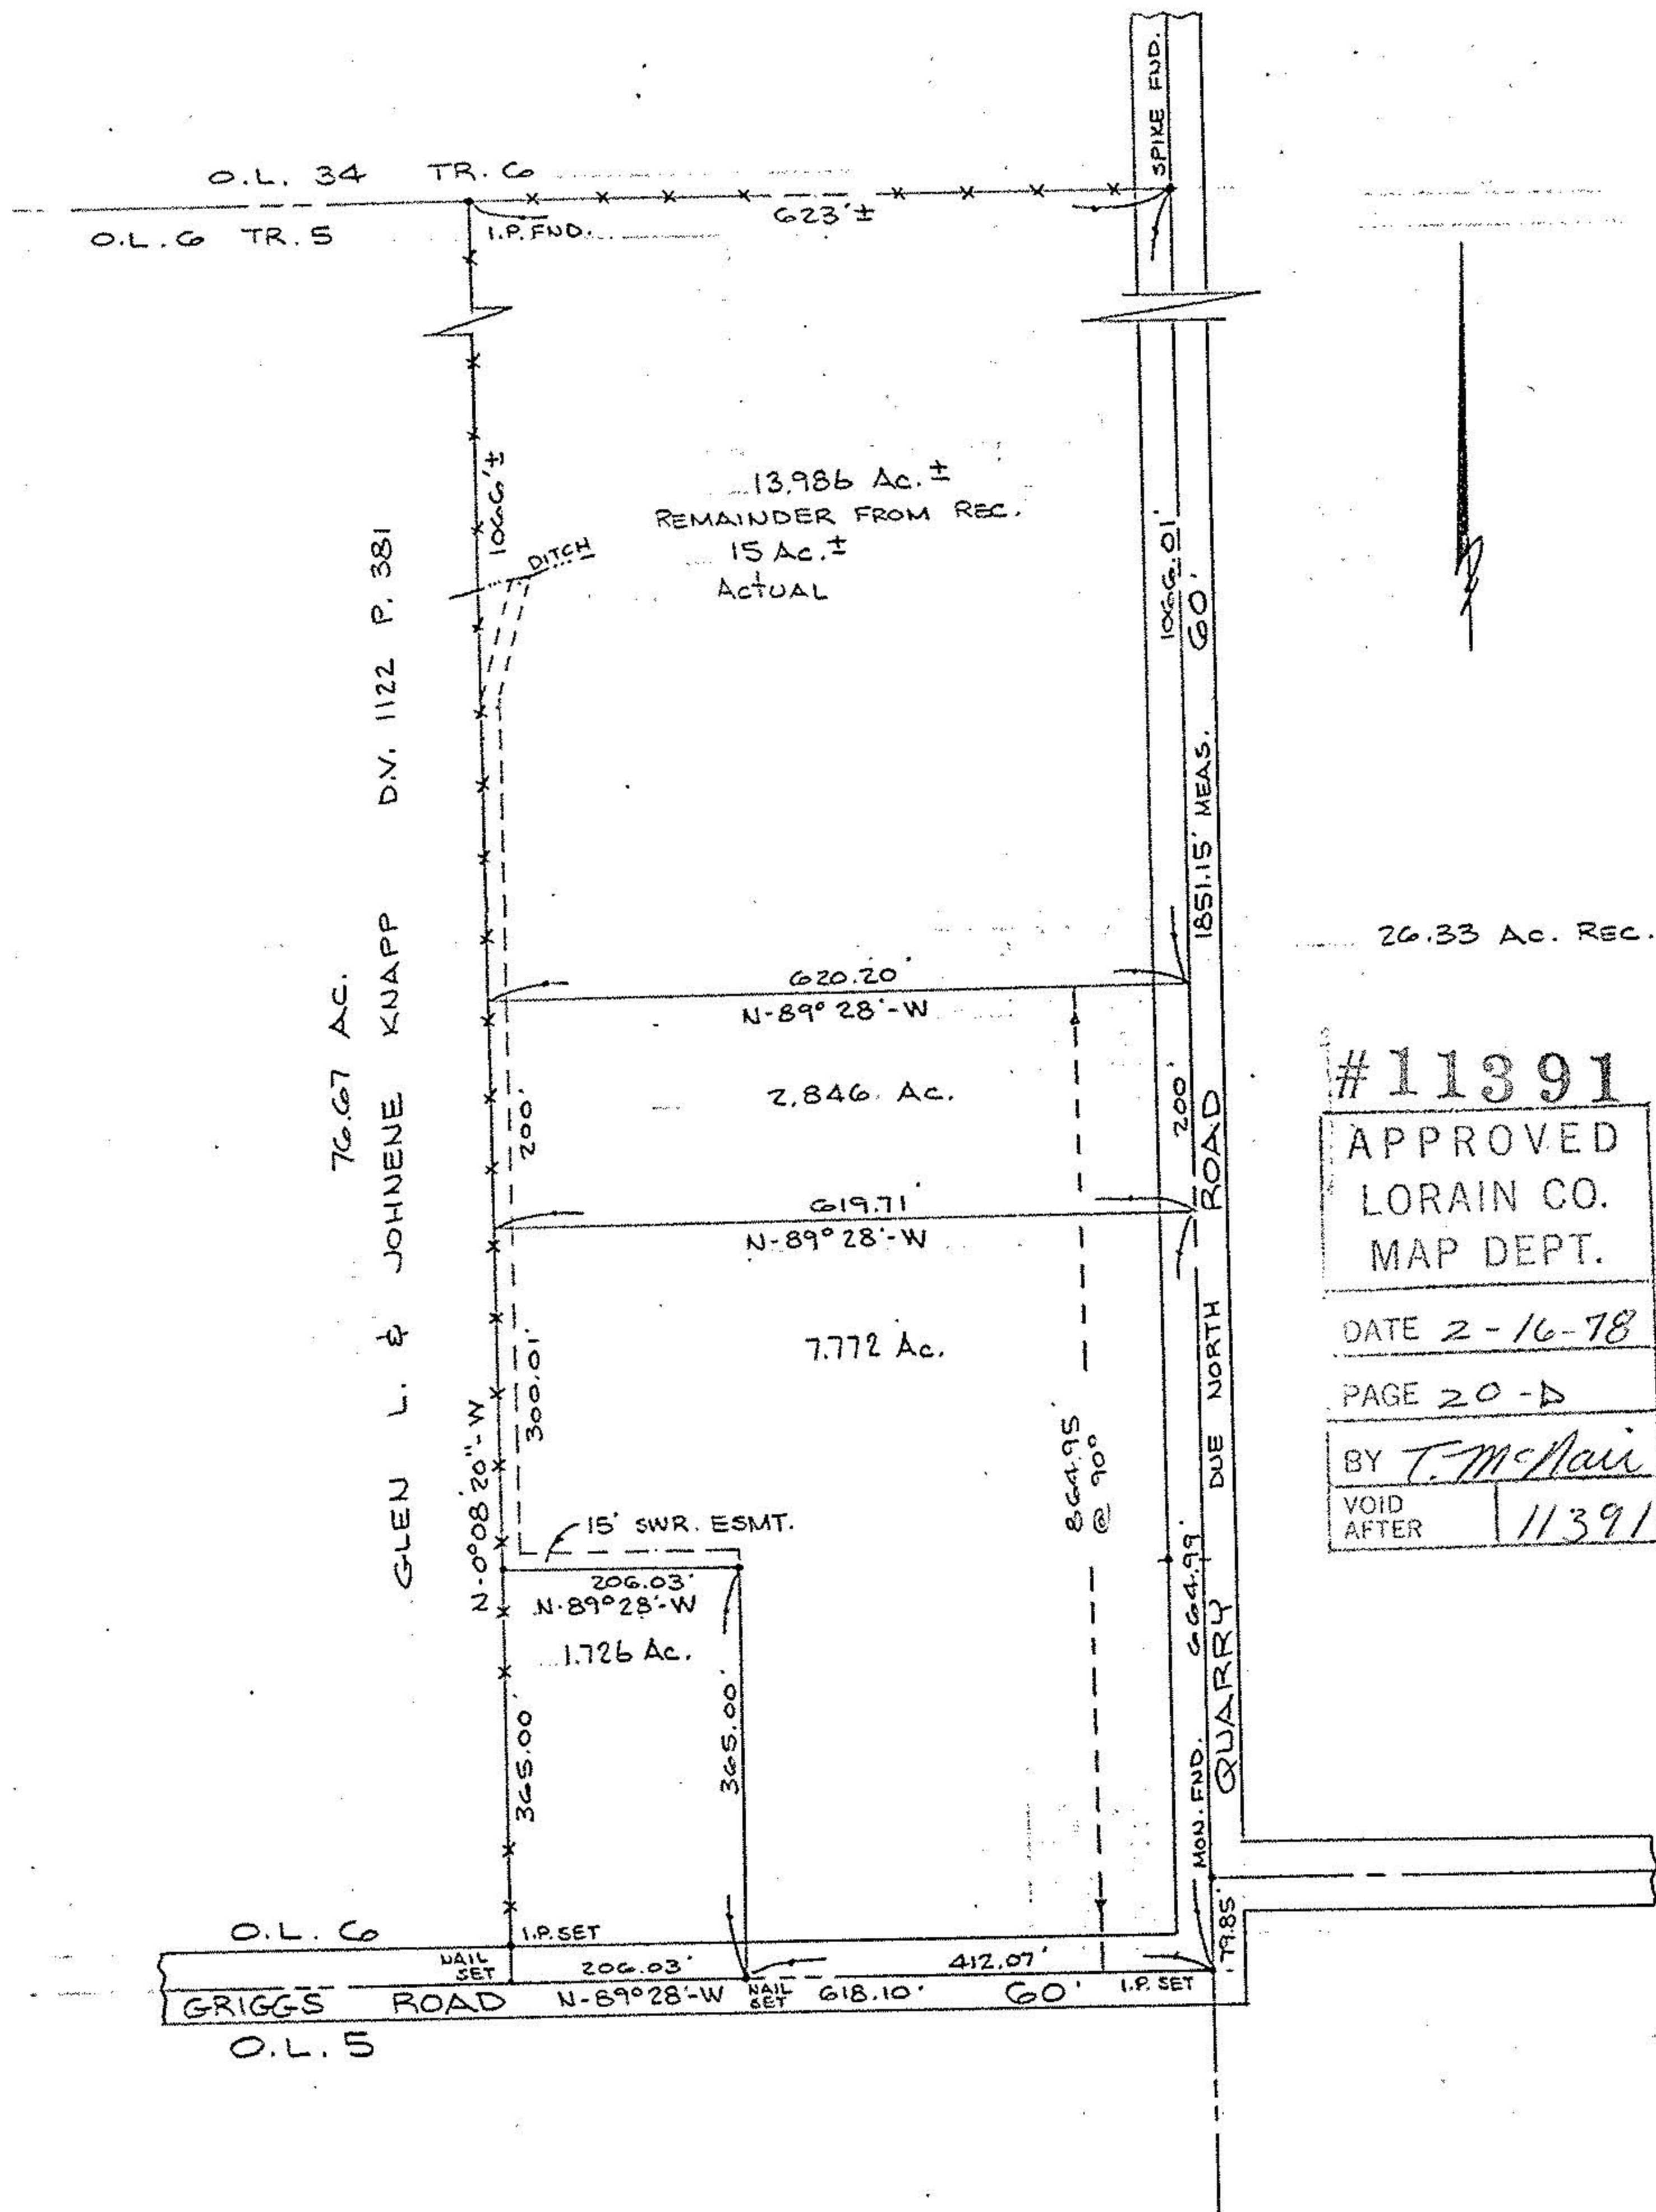 SPIKE FND.
O.L. 34 TR. 6
623'±
O.L. 6 TR. 5
I.P. FND.
1066'±
13.986 Ac.±
REMAINDER FROM REC.
15 Ac.±
ACTUAL
DITCH
1066.01'
60'
1851.15' MEAS.
76.67 AC.
GLEN L. & JOHNENE KNAPP D.V. 1122 P. 381
26.33 Ac. REC.
620.20'
N-89°28'-W
2.846 Ac.
200'
200'
619.71'
N-89°28'-W
7.772 Ac.
300.01'
N-0°08'20"-W
864.95'
@ 90°
QUARRY ROAD
DUE NORTH
664.99'
MON. FND.
15' SWR. ESMT.
206.03'
N-89°28'-W
1.726 Ac.
365.00'
365.00'
79.85'
O.L. 6
I.P. SET
NAIL
SET
206.03'
412.07'
I.P. SET
GRIGGS ROAD
N-89°28'-W
NAIL
SET
618.10'
60'
O.L. 5
#11391
APPROVED
LORAIN CO.
MAP DEPT.
DATE 2-16-78
PAGE 20-D
BY T. McNair
VOID
AFTER
11391